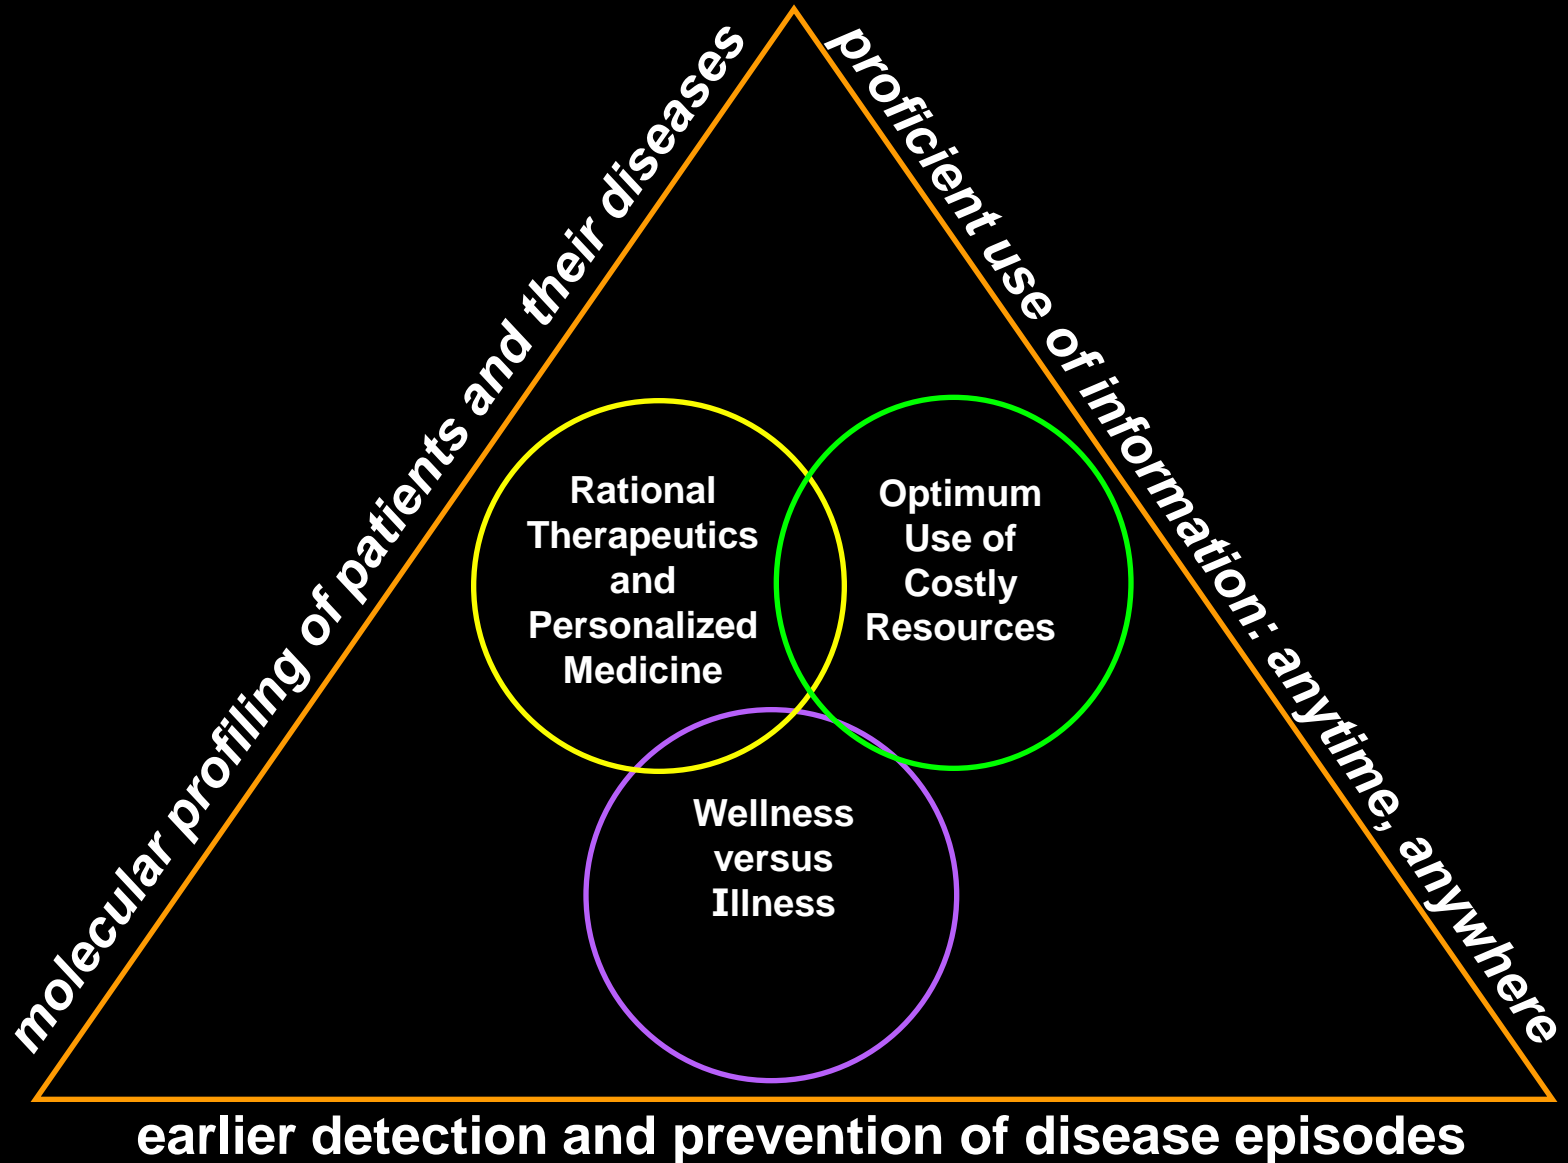 molecular profiling of patients and their diseases
proficient use of information: anytime, anywhere
Rational
Therapeutics
and
Personalized
Medicine
Optimum
Use of
Costly
Resources
Wellness
versus
Illness
earlier detection and prevention of disease episodes